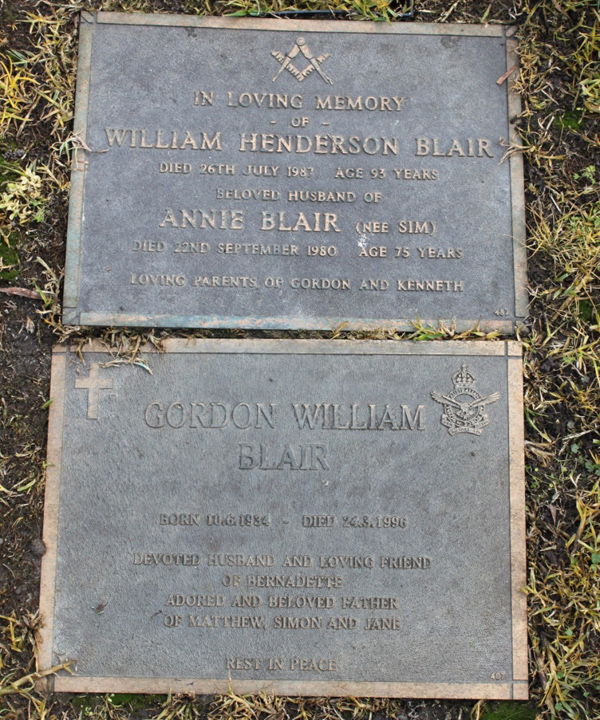 IN LOVING MEMORY
- OF -
WILLIAM HENDERSON BLAIR
DIED 26TH JULY 1987 AGE 93 YEARS
BELOVED HUSBAND OF
ANNIE BLAIR (NEE SIM)
DIED 22ND SEPTEMBER 1980 AGE 75 YEARS
LOVING PARENTS OF GORDON AND KENNETH
GORDON WILLIAM
BLAIR
BORN 10.6.1934 - DIED 24.8.1996
DEVOTED HUSBAND AND LOVING FRIEND
OF BERNADETTE
ADORED AND BELOVED FATHER
OF MATTHEW, SIMON AND JANE
REST IN PEACE